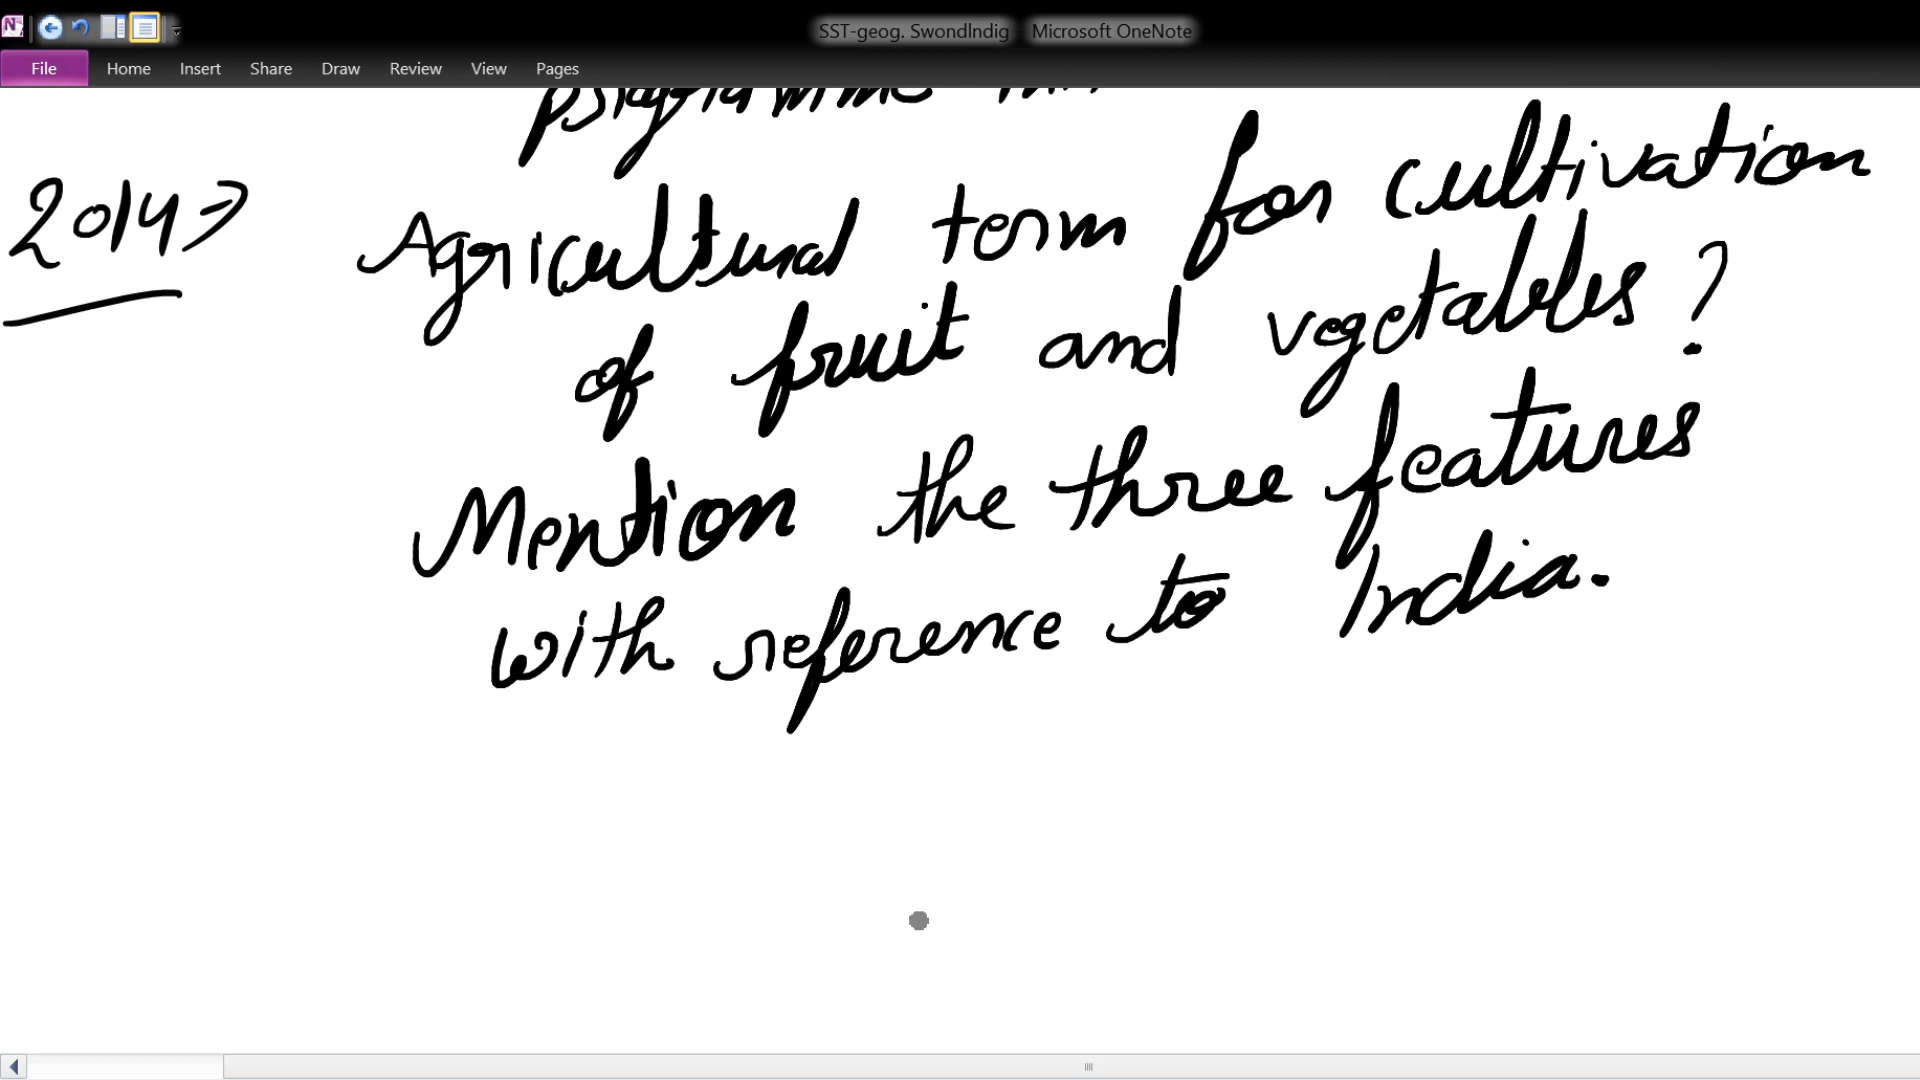 SST-geog. SwondIndig - Microsoft OneNote
File Home Insert Share Draw Review View Pages
2014 → Agricultural term for cultivation
of fruit and vegetables?
Mention the three features
with reference to India.